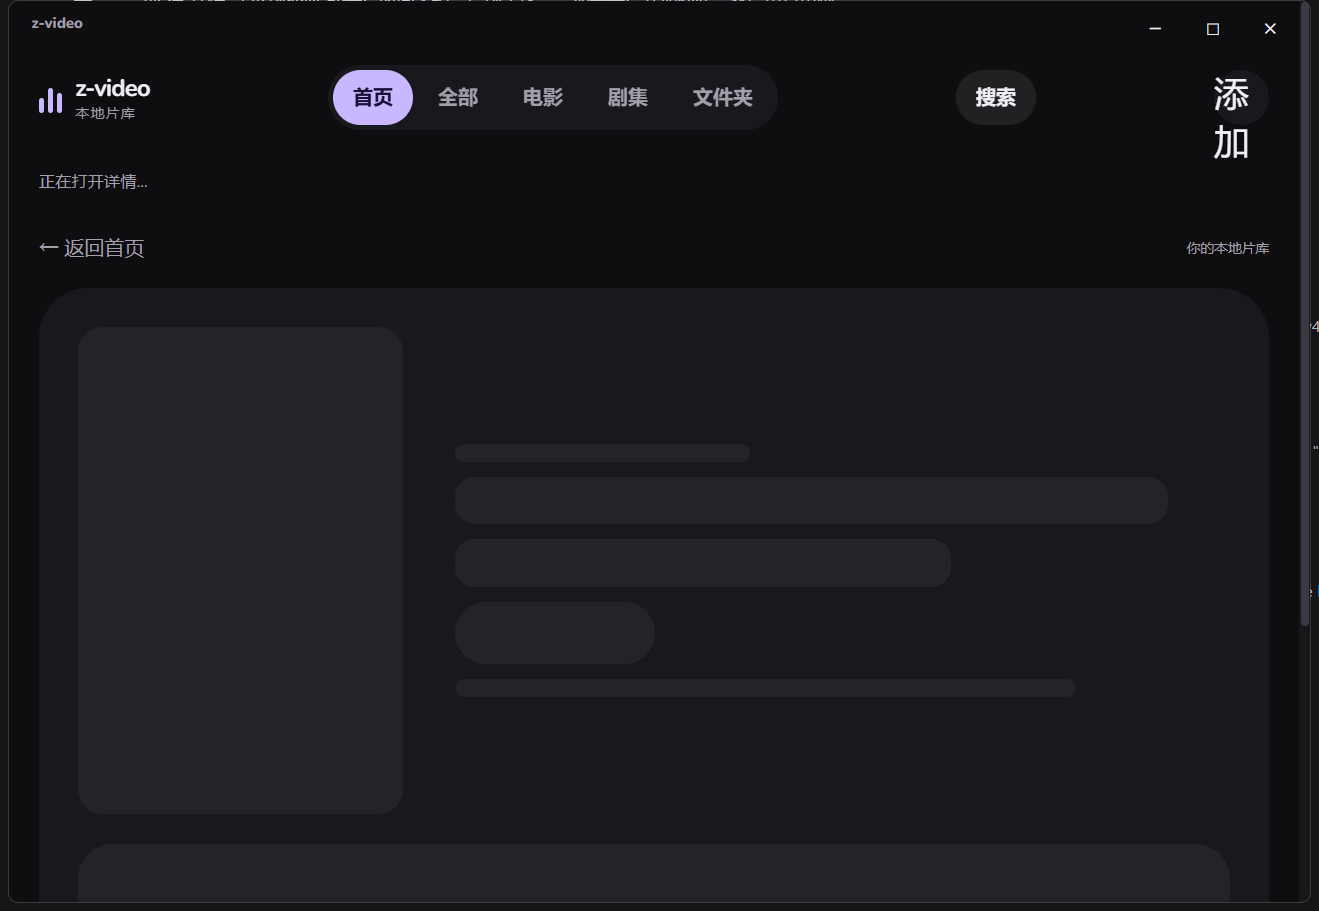 z-video
z-video
本地片库
首页 全部 电影 剧集 文件夹
搜索
添
加
正在打开详情...
← 返回首页
你的本地片库